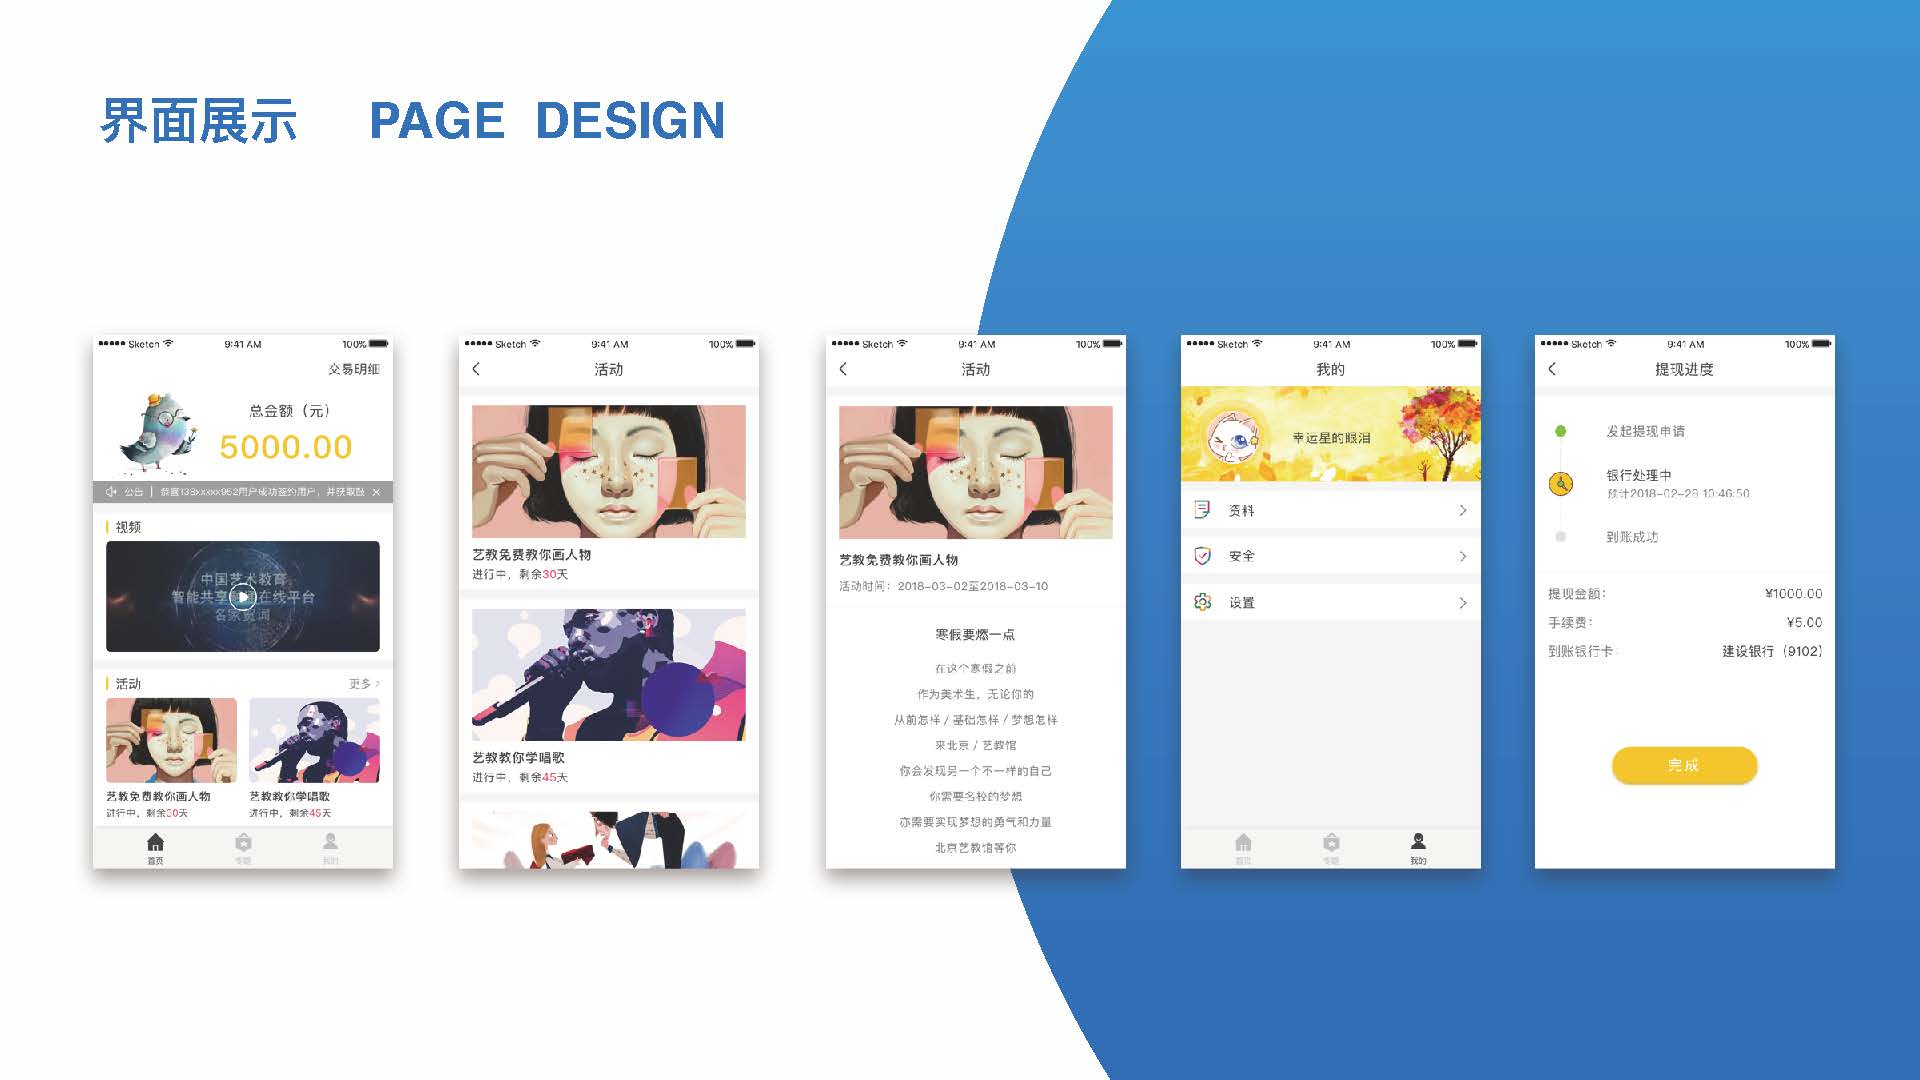 界面展示 PAGE DESIGN
Sketch 9:41 AM 100%
交易明细
总金额（元）
5000.00
公告 | 恭喜138xxxxx952用户成功签约用户，并获取鼓
视频
中国艺术教育
智能共享 在线平台
名家贺词
活动 更多
艺教免费教你画人物
进行中，剩余30天
艺教教你学唱歌
进行中，剩余45天
首页 专题 我的
Sketch 9:41 AM 100%
活动
艺教免费教你画人物
进行中，剩余30天
艺教教你学唱歌
进行中，剩余45天
Sketch 9:41 AM 100%
活动
艺教免费教你画人物
活动时间：2018-03-02至2018-03-10
寒假要燃一点
在这个寒假之前
作为美术生，无论你的
从前怎样 / 基础怎样 / 梦想怎样
来北京 / 艺教馆
你会发现另一个不一样的自己
你需要名校的梦想
亦需要实现梦想的勇气和力量
北京艺教馆等你
Sketch 9:41 AM 100%
我的
幸运星的眼泪
资料
安全
设置
首页 专题 我的
Sketch 9:41 AM 100%
提现进度
发起提现申请
银行处理中
预计2018-02-28 10:46:50
到账成功
提现金额： ¥1000.00
手续费： ¥5.00
到账银行卡： 建设银行（9102）
完成